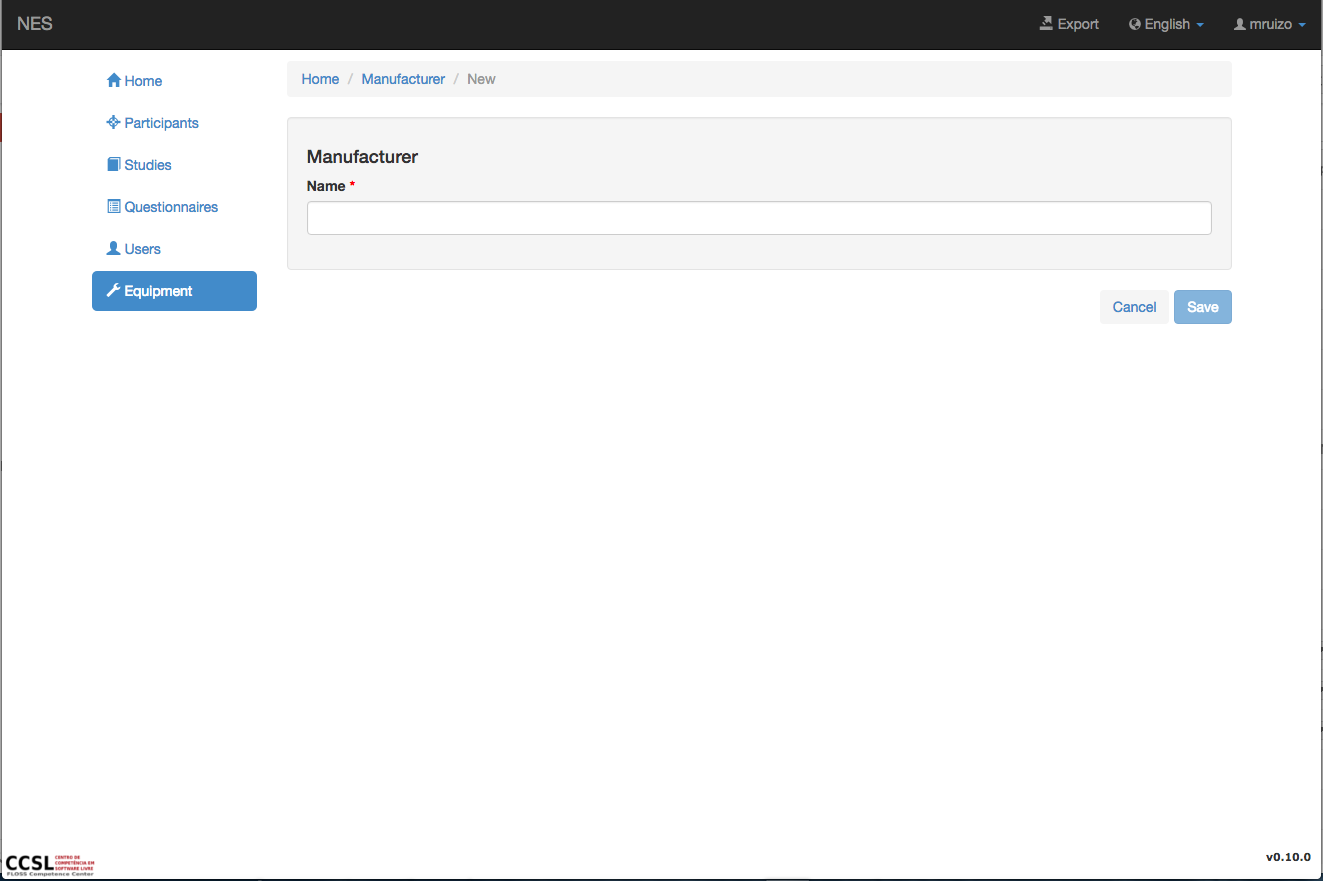 NES
Export
English
mruizo
Home
Participants
Studies
Questionnaires
Users
Equipment
Home / Manufacturer / New
Manufacturer
Name *
Cancel
Save
CCSL
CENTRO DE
COMPETÊNCIA EM
SOFTWARE LIVRE
FLOSS Competence Center
v0.10.0